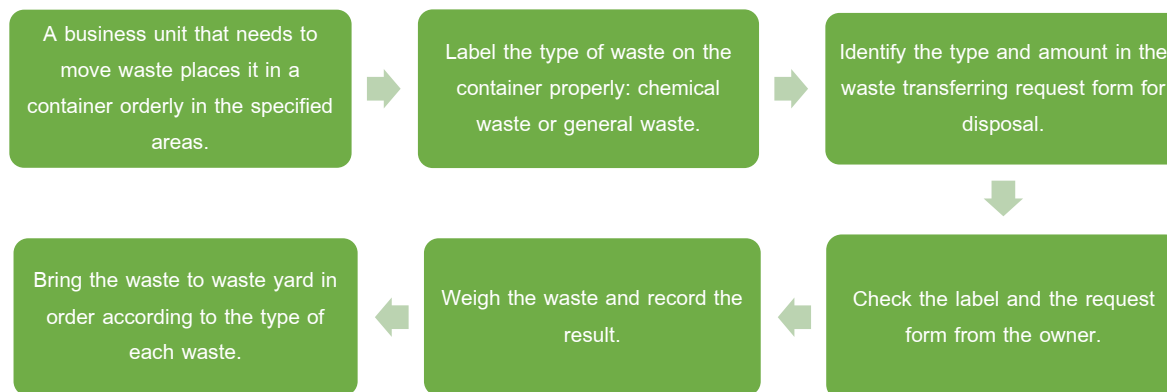 A business unit that needs to
move waste places it in a
container orderly in the specified
areas.
Label the type of waste on the
container properly: chemical
waste or general waste.
Identify the type and amount in the
waste transferring request form for
disposal.
Check the label and the request
form from the owner.
Weigh the waste and record the
result.
Bring the waste to waste yard in
order according to the type of
each waste.